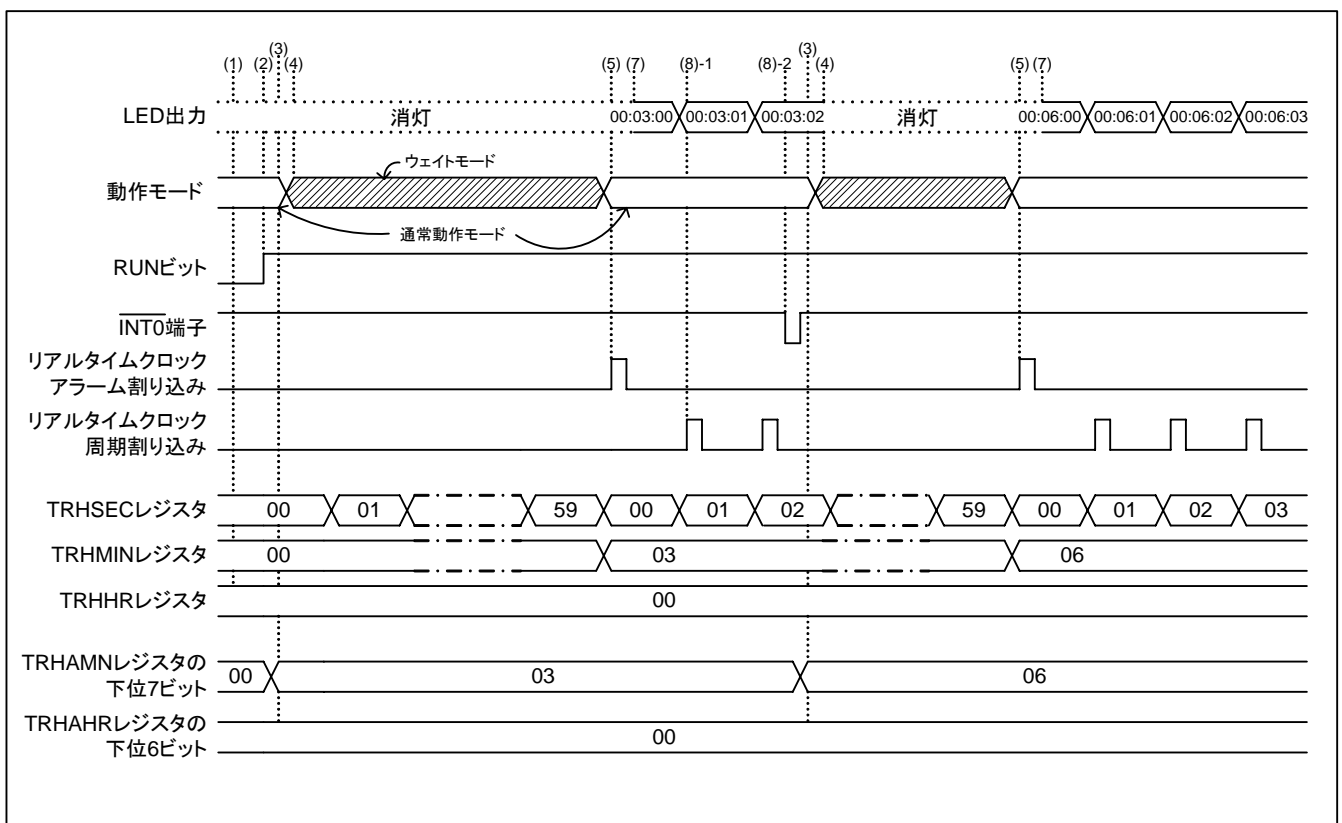 (1) (2) (3) (4) (5) (7) (8)-1 (8)-2 (3) (4) (5) (7)
LED出力 消灯 00:03:00 00:03:01 00:03:02 消灯 00:06:00 00:06:01 00:06:02 00:06:03
ウェイトモード
動作モード
通常動作モード
RUNビット
INT0端子
リアルタイムクロック
アラーム割り込み
リアルタイムクロック
周期割り込み
TRHSECレジスタ 00 01 59 00 01 02 59 00 01 02 03
TRHMINレジスタ 00 03 06
TRHHRレジスタ 00
TRHAMNレジスタの
下位7ビット 00 03 06
TRHAHRレジスタの
下位6ビット 00